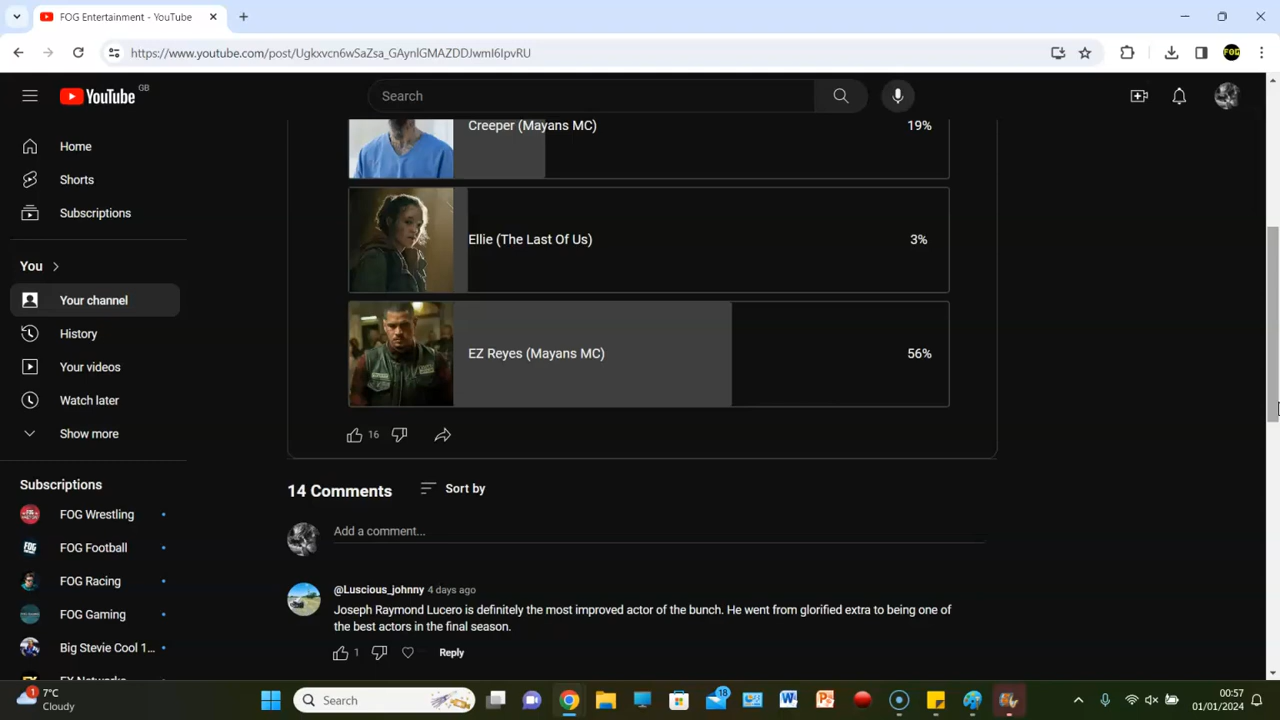 FOG Entertainment - YouTube
https://www.youtube.com/post/Ugkxvcn6wSaZsa_GAynlGMAZDDJwmI6IpvRU
FOG
YouTube GB
Search
Home
Shorts
Subscriptions
You
Your channel
History
Your videos
Watch later
Show more
Subscriptions
FOG Wrestling
FOG Football
FOG Racing
FOG Gaming
Big Stevie Cool 1...
Creeper (Mayans MC) 19%
Ellie (The Last Of Us) 3%
EZ Reyes (Mayans MC) 56%
16
14 Comments Sort by
Add a comment...
@Luscious_johnny 4 days ago
Joseph Raymond Lucero is definitely the most improved actor of the bunch. He went from glorified extra to being one of
the best actors in the final season.
1 Reply
1
7°C
Cloudy
Search
18
00:57
01/01/2024